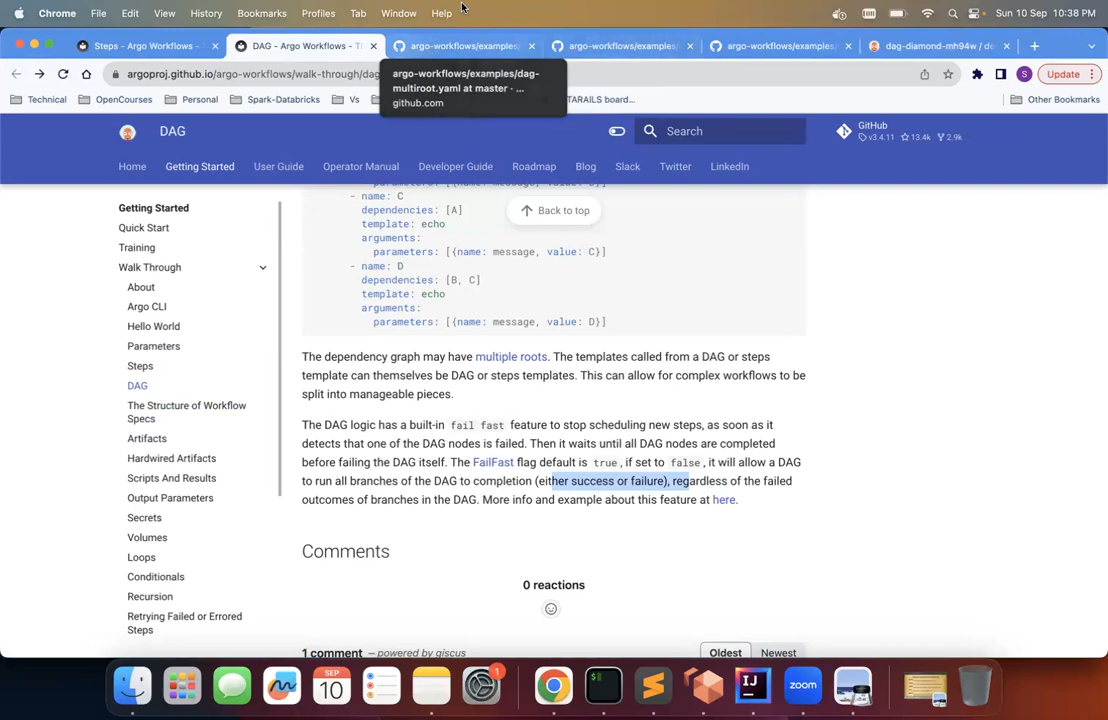 Chrome File Edit View History Bookmarks Profiles Tab Window Help Sun 10 Sep 10:38 PM
Steps - Argo Workflows - DAG - Argo Workflows - T argo-workflows/examples/ argo-workflows/examples/ argo-workflows/examples dag-diamond-mh94w / de
argoproj.github.io/argo-workflows/walk-through/dag S Update
Technical OpenCourses Personal Spark-Databricks Vs TARAILS board... Other Bookmarks
argo-workflows/examples/dag-
multiroot.yaml at master · ...
github.com
DAG Search GitHub
v3.4.11 13.4k 2.9k
Home Getting Started User Guide Operator Manual Developer Guide Roadmap Blog Slack Twitter LinkedIn
Getting Started
Quick Start
Training
Walk Through
About
Argo CLI
Hello World
Parameters
Steps
DAG
The Structure of Workflow
Specs
Artifacts
Hardwired Artifacts
Scripts And Results
Output Parameters
Secrets
Volumes
Loops
Conditionals
Recursion
Retrying Failed or Errored
Steps
- name: C
dependencies: [A]
template: echo
arguments:
parameters: [{name: message, value: C}]
- name: D
dependencies: [B, C]
template: echo
arguments:
parameters: [{name: message, value: D}]
Back to top
The dependency graph may have multiple roots. The templates called from a DAG or steps
template can themselves be DAG or steps templates. This can allow for complex workflows to be
split into manageable pieces.
The DAG logic has a built-in fail fast feature to stop scheduling new steps, as soon as it
detects that one of the DAG nodes is failed. Then it waits until all DAG nodes are completed
before failing the DAG itself. The FailFast flag default is true, if set to false, it will allow a DAG
to run all branches of the DAG to completion (either success or failure), regardless of the failed
outcomes of branches in the DAG. More info and example about this feature at here.
Comments
0 reactions
1 comment – powered by giscus Oldest Newest
SEP
10
1
zoom